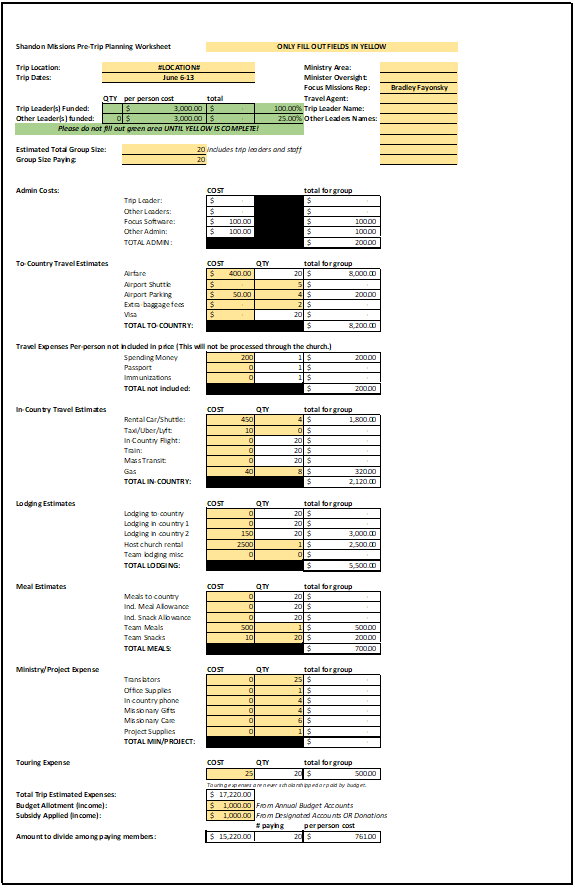 Shandon Missions Pre-Trip Planning Worksheet ONLY FILL OUT FIELDS IN YELLOW
Trip Location: #LOCATION# Ministry Area:
Trip Dates: June 6-13 Minister Oversight:
Focus Missions Rep: Bradley Fayonsky
QTY per person cost total Travel Agent:
Trip Leader(s) Funded: $ 3,000.00 $ - 100.00% Trip Leader Name:
Other Leader(s) funded: 0 $ 3,000.00 $ - 25.00% Other Leaders Names:
Please do not fill out green area UNTIL YELLOW IS COMPLETE!
Estimated Total Group Size: 20 includes trip leaders and staff
Group Size Paying: 20
Admin Costs: COST total for group
Trip Leader: $ - $ -
Other Leaders: $ - $ -
Focus Software: $ 100.00 $ 100.00
Other Admin: $ 100.00 $ 100.00
TOTAL ADMIN: $ 200.00
To-Country Travel Estimates COST QTY total for group
Airfare $ 400.00 20 $ 8,000.00
Airport Shuttle $ - 5 $ -
Airport Parking $ 50.00 4 $ 200.00
Extra-baggage fees $ - 2 $ -
Visa $ - 20 $ -
TOTAL TO-COUNTRY: $ 8,200.00
Travel Expenses Per-person not included in price (This will not be processed through the church.)
Spending Money 200 1 $ 200.00
Passport 0 1 $ -
Immunizations 0 1 $ -
TOTAL not included: $ 200.00
In-Country Travel Estimates COST QTY total for group
Rental Car/Shuttle: 450 4 $ 1,800.00
Taxi/Uber/Lyft: 10 0 $ -
In-Country Flight: 0 20 $ -
Train: 0 20 $ -
Mass Transit: 0 20 $ -
Gas 40 8 $ 320.00
TOTAL IN-COUNTRY: $ 2,120.00
Lodging Estimates COST QTY total for group
Lodging to-country 0 20 $ -
Lodging in-country 1 0 20 $ -
Lodging in-country 2 150 20 $ 3,000.00
Host church rental 2500 1 $ 2,500.00
Team lodging misc 0 0 $ -
TOTAL LODGING: $ 5,500.00
Meal Estimates COST QTY total for group
Meals to-country 0 20 $ -
Ind. Meal Allowance 0 20 $ -
Ind. Snack Allowance 0 20 $ -
Team Meals 500 1 $ 500.00
Team Snacks 10 20 $ 200.00
TOTAL MEALS: $ 700.00
Ministry/Project Expense COST QTY total for group
Translators 0 25 $ -
Office Supplies 0 1 $ -
In-country phone 0 4 $ -
Missionary Gifts 0 4 $ -
Missionary Care 0 6 $ -
Project Supplies 0 1 $ -
TOTAL MIN/PROJECT: $ -
Touring Expense COST QTY total for group
25 20 $ 500.00
Touring expenses are never scholarshipped or paid by budget.
Total Trip Estimated Expenses: $ 17,220.00
Budget Allotment (income): $ 1,000.00 From Annual Budget Accounts
Subsidy Applied (income): $ 1,000.00 From Designated Accounts OR Donations
# paying per person cost
Amount to divide among paying members: $ 15,220.00 20 $ 761.00